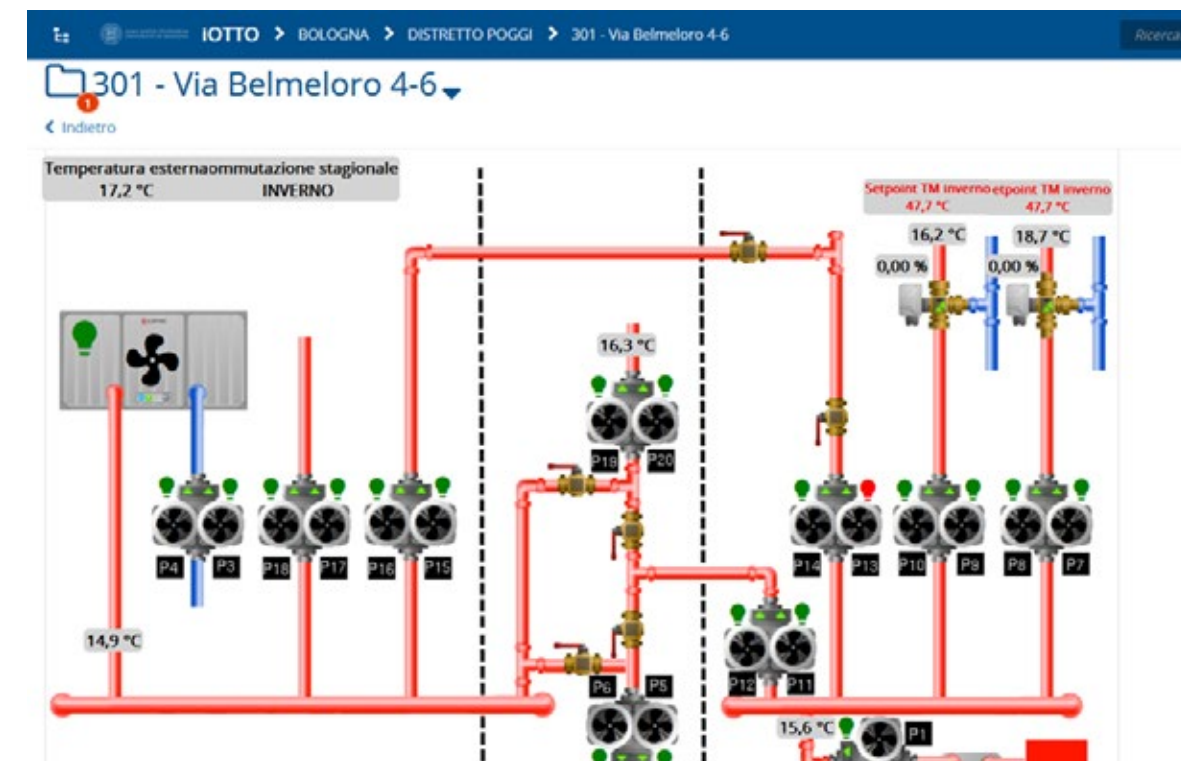 IOTTO > BOLOGNA > DISTRETTO POGGI > 301 - Via Belmeloro 4-6
Ricerca
301 - Via Belmeloro 4-6
1
Indietro
Temperatura esternaommutazione stagionale
17,2 °C INVERNO
Setpoint TM inverno etpoint TM inverno
47,7 °C 47,7 °C
16,2 °C 18,7 °C
0,00 % 0,00 %
16,3 °C
P19 P20
P4 P3 P18 P17 P16 P15 P14 P13 P10 P9 P8 P7
14,9 °C
P6 P5 P12 P11
15,6 °C P1